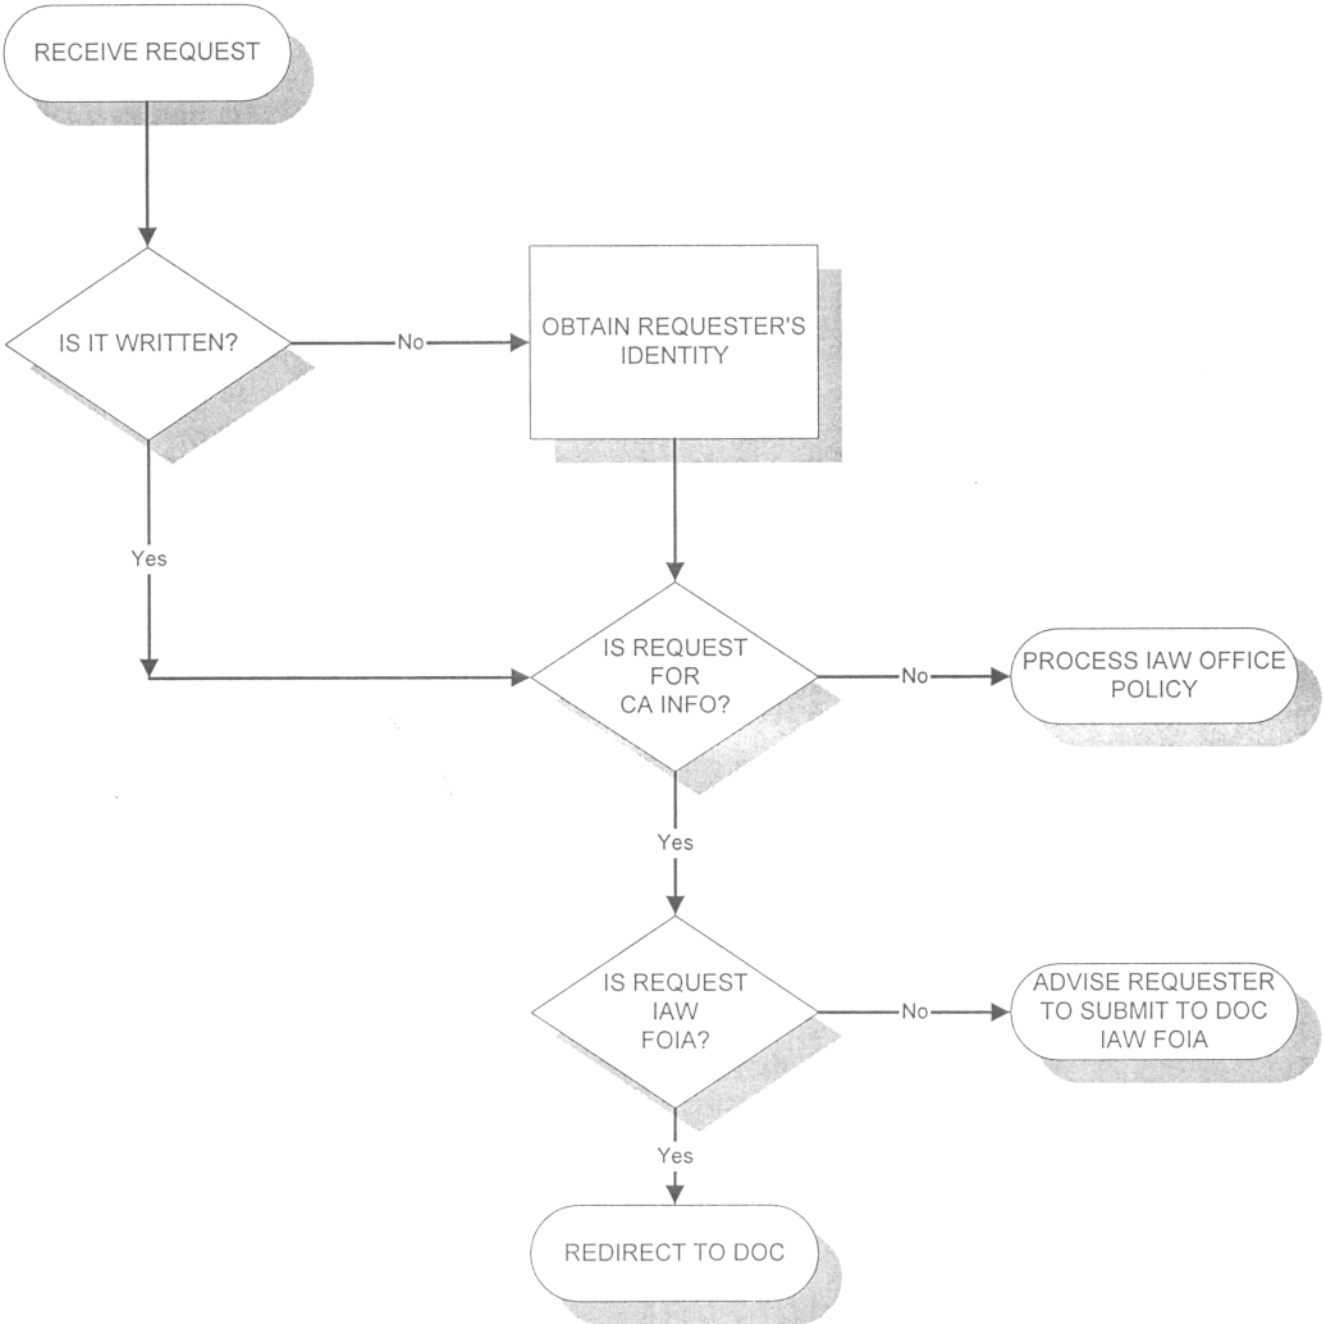 RECEIVE REQUEST
IS IT WRITTEN?
No
OBTAIN REQUESTER'S
IDENTITY
Yes
IS REQUEST
FOR
CA INFO?
No
PROCESS IAW OFFICE
POLICY
Yes
IS REQUEST
IAW
FOIA?
No
ADVISE REQUESTER
TO SUBMIT TO DOC
IAW FOIA
Yes
REDIRECT TO DOC